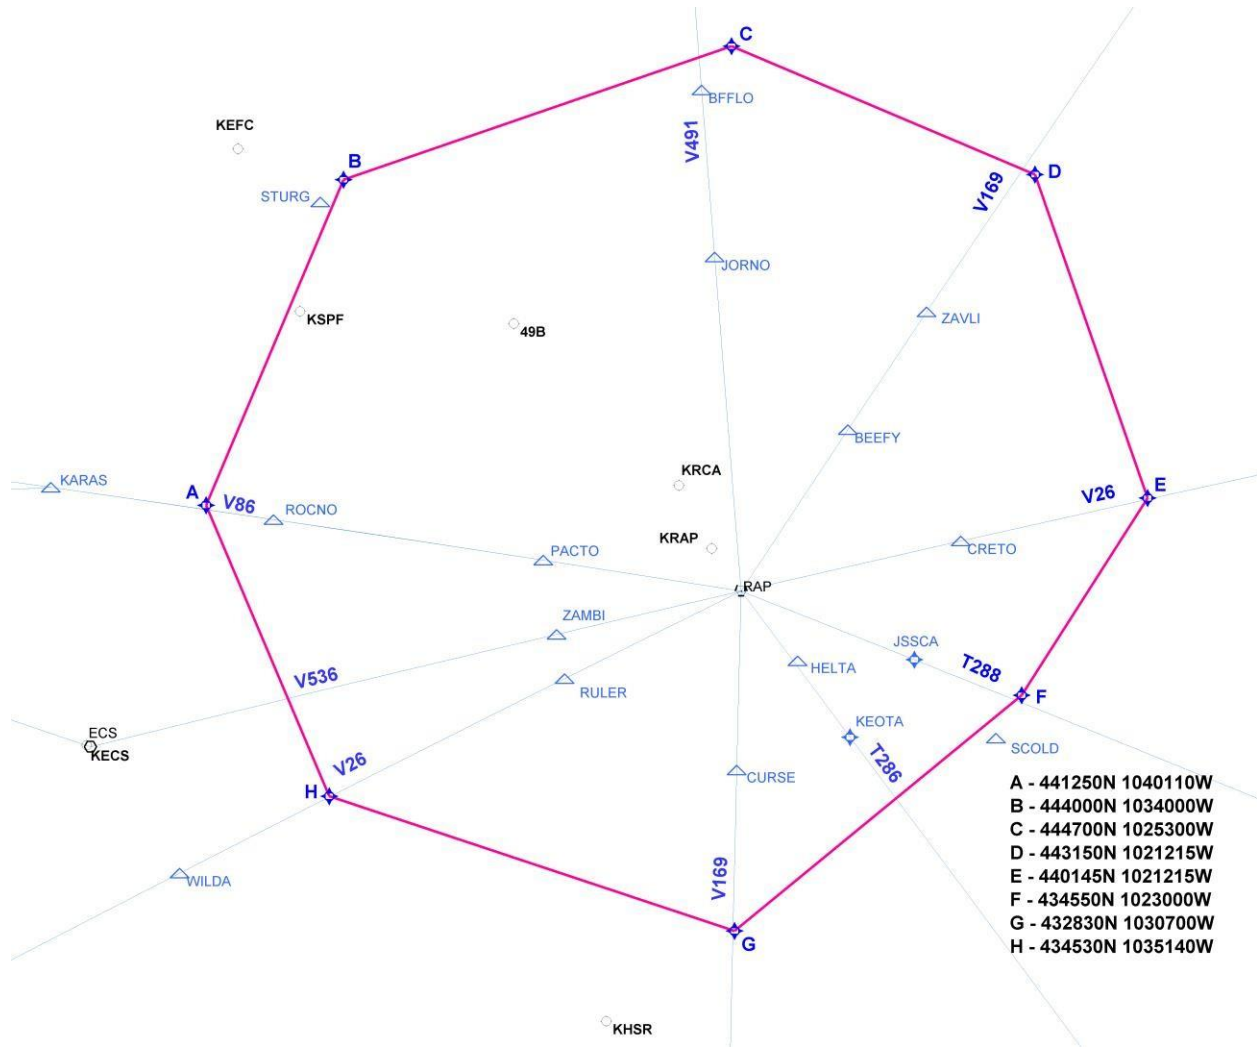 C
BFFLO
KEFC
V491
B
D
V169
STURG
JORNO
KSPF
ZAVLI
49B
BEEFY
KRCA
KARAS
A
V86
ROCNO
V26
E
KRAP
CRETO
PACTO
RAP
ZAMBI
JSSCA
HELTA
T288
V536
RULER
F
KEOTA
SCOLD
ECS
KECS
T286
V26
CURSE
H
A - 441250N 1040110W
B - 444000N 1034000W
C - 444700N 1025300W
D - 443150N 1021215W
E - 440145N 1021215W
F - 434550N 1023000W
G - 432830N 1030700W
H - 434530N 1035140W
WILDA
V169
G
KHSR